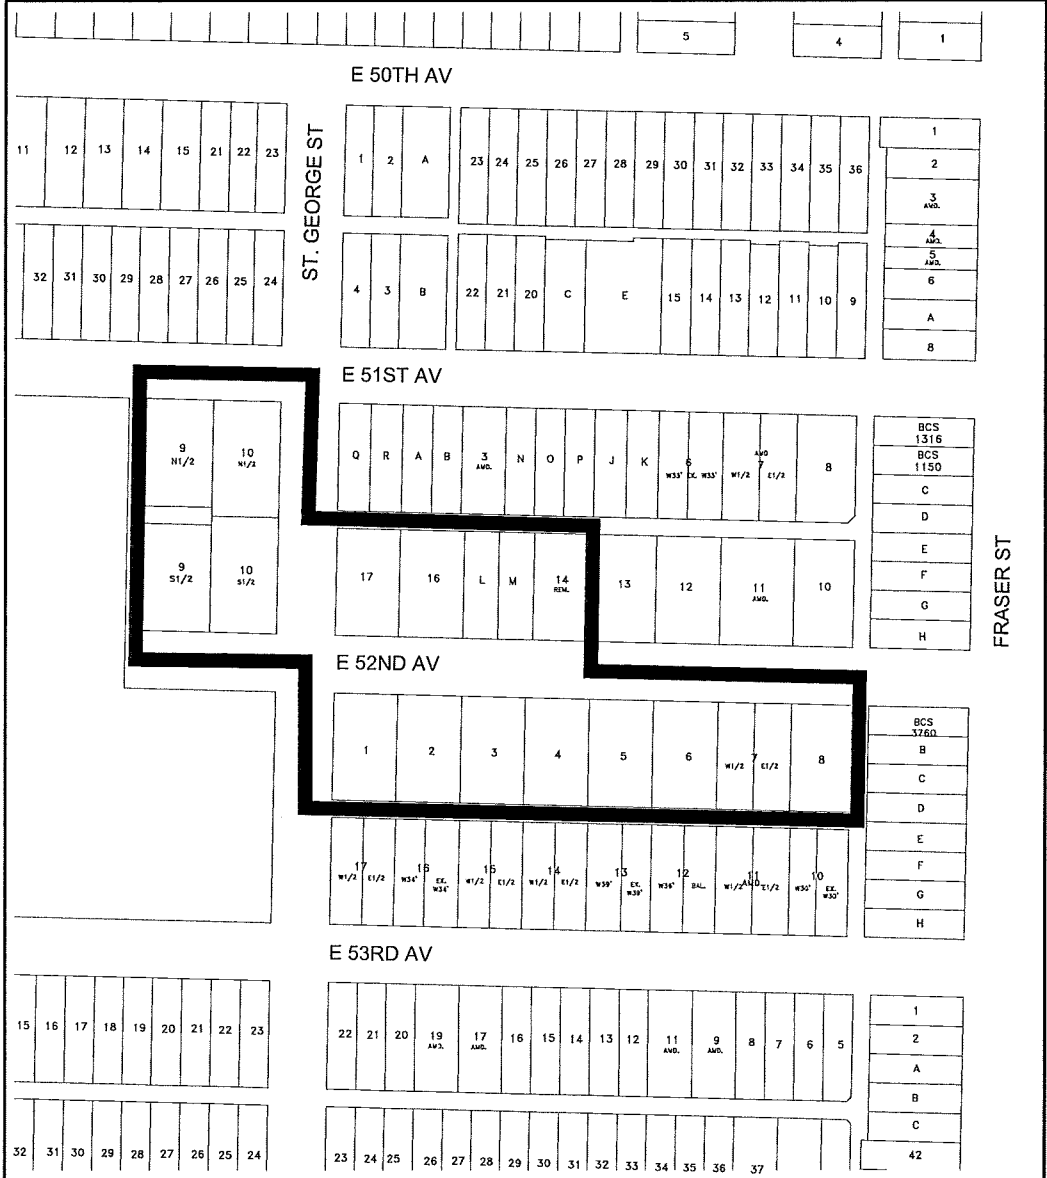 5
4
1
E 50TH AV
11 12 13 14 15 21 22 23
ST. GEORGE ST
1 2 A
23 24 25 26 27 28 29 30 31 32 33 34 35 36
1
2
3
AMD.
4
AMD.
5
AMD.
6
A
8
32 31 30 29 28 27 26 25 24
4 3 B
22 21 20 C E 15 14 13 12 11 10 9
E 51ST AV
9
N1/2
10
N1/2
9
S1/2
10
S1/2
Q R A B 3 N O P J K 6 7 8
AMD.
W33' EX. W33'
AMD
W1/2 E1/2
BCS
1316
BCS
1150
C
D
E
F
G
H
FRASER ST
17 16 L M 14 13 12 11 10
REM.
AMD.
E 52ND AV
1 2 3 4 5 6 7 8
W1/2 E1/2
BCS
3760
B
C
D
E
F
G
H
17 16 15 14 13 12 11 10
W1/2 E1/2 W34' EX. W34' W1/2 E1/2 W1/2 E1/2 W39' EX. W39' W36' BAL. W1/2 AMD. E1/2 W30' EX. W30'
E 53RD AV
15 16 17 18 19 20 21 22 23
22 21 20 19 17 16 15 14 13 12 11 9 8 7 6 5
AMD. AMD. AMD. AMD.
1
2
A
B
C
42
32 31 30 29 28 27 26 25 24
23 24 25 26 27 28 29 30 31 32 33 34 35 36 37